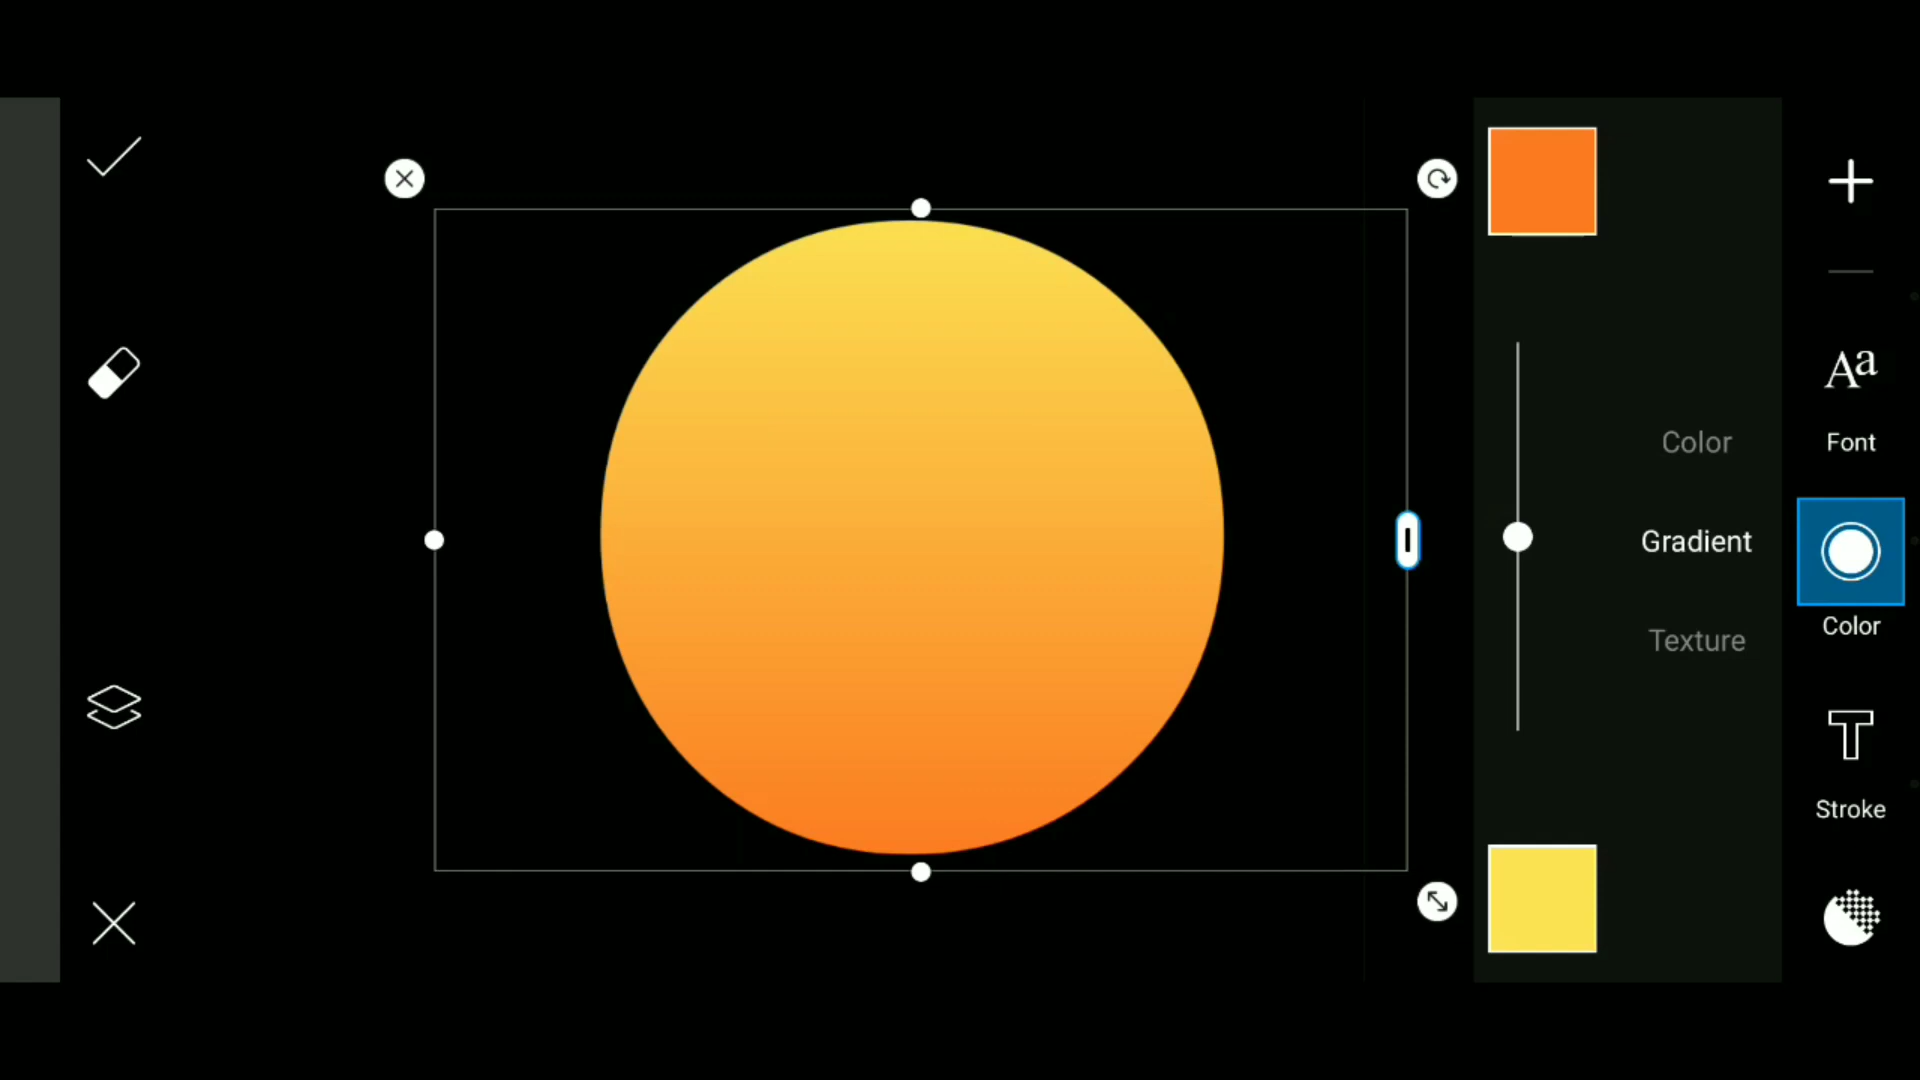 Color
Gradient
Texture
Aa
Font
Color
T
Stroke